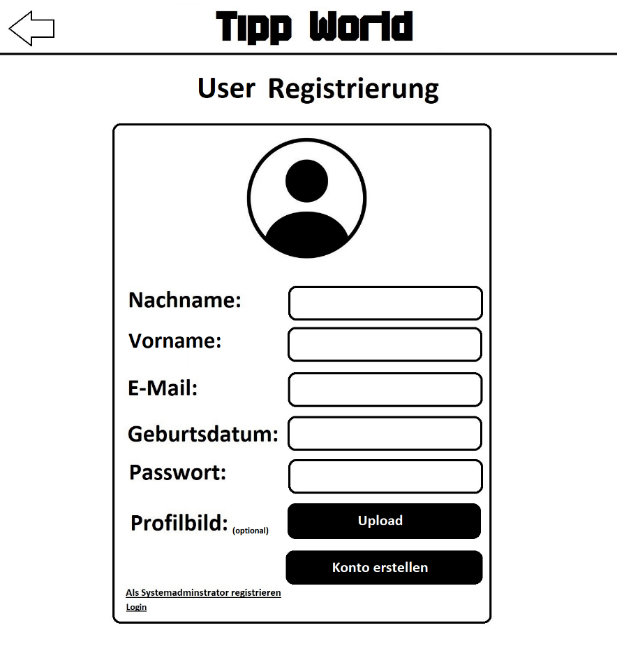 Tipp World
User Registrierung
Nachname:
Vorname:
E-Mail:
Geburtsdatum:
Passwort:
Profilbild: (optional) Upload
Konto erstellen
Als Systemadminstrator registrieren
Login